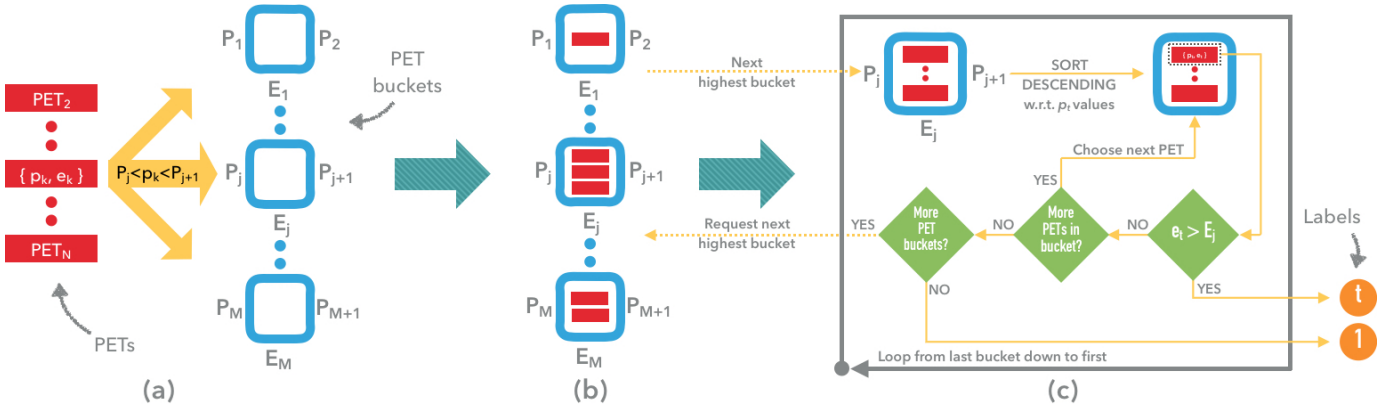 PET2
{ pk, ek }
PETN
PETs
Pj<pk<Pj+1
P1
P2
E1
PET
buckets
Pj
Pj+1
Ej
PM
PM+1
EM
(a)
P1
P2
E1
Pj
Pj+1
Ej
PM
PM+1
EM
(b)
Next
highest bucket
Request next
highest bucket
Pj
Pj+1
Ej
SORT
DESCENDING
w.r.t. pt values
{ pt, et }
Choose next PET
YES
YES
More
PET
buckets?
NO
More
PETs in
bucket?
NO
et > Ej
YES
NO
Labels
t
1
Loop from last bucket down to first
(c)